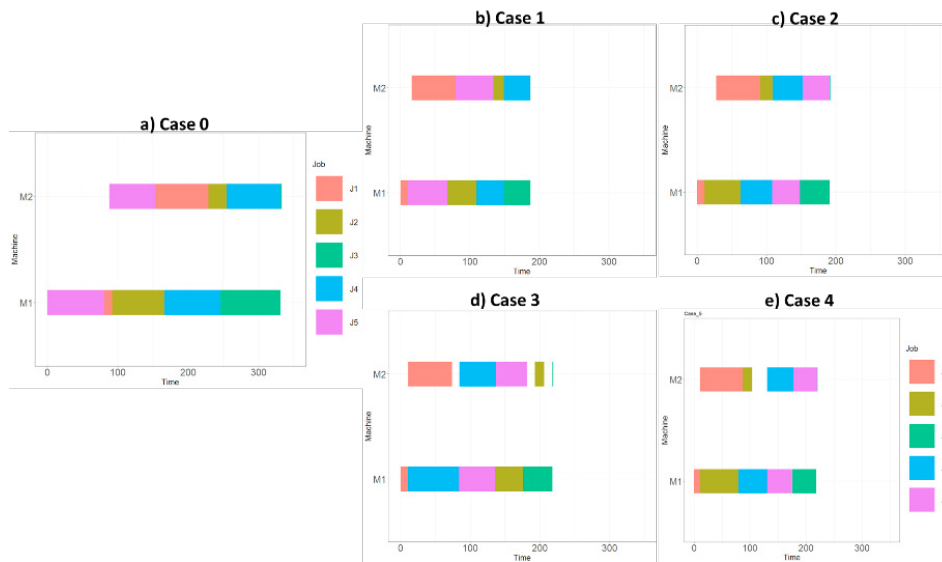 b) Case 1
c) Case 2
M2
M1
Machine
0 100 200 300
Time
M2
M1
Machine
0 100 200 300
Time
a) Case 0
M2
M1
Machine
0 100 200 300
Time
Job
J1
J2
J3
J4
J5
d) Case 3
e) Case 4
M2
M1
Machine
0 100 200 300
Time
Case_5
M2
M1
Machine
0 100 200 300
Time
Job